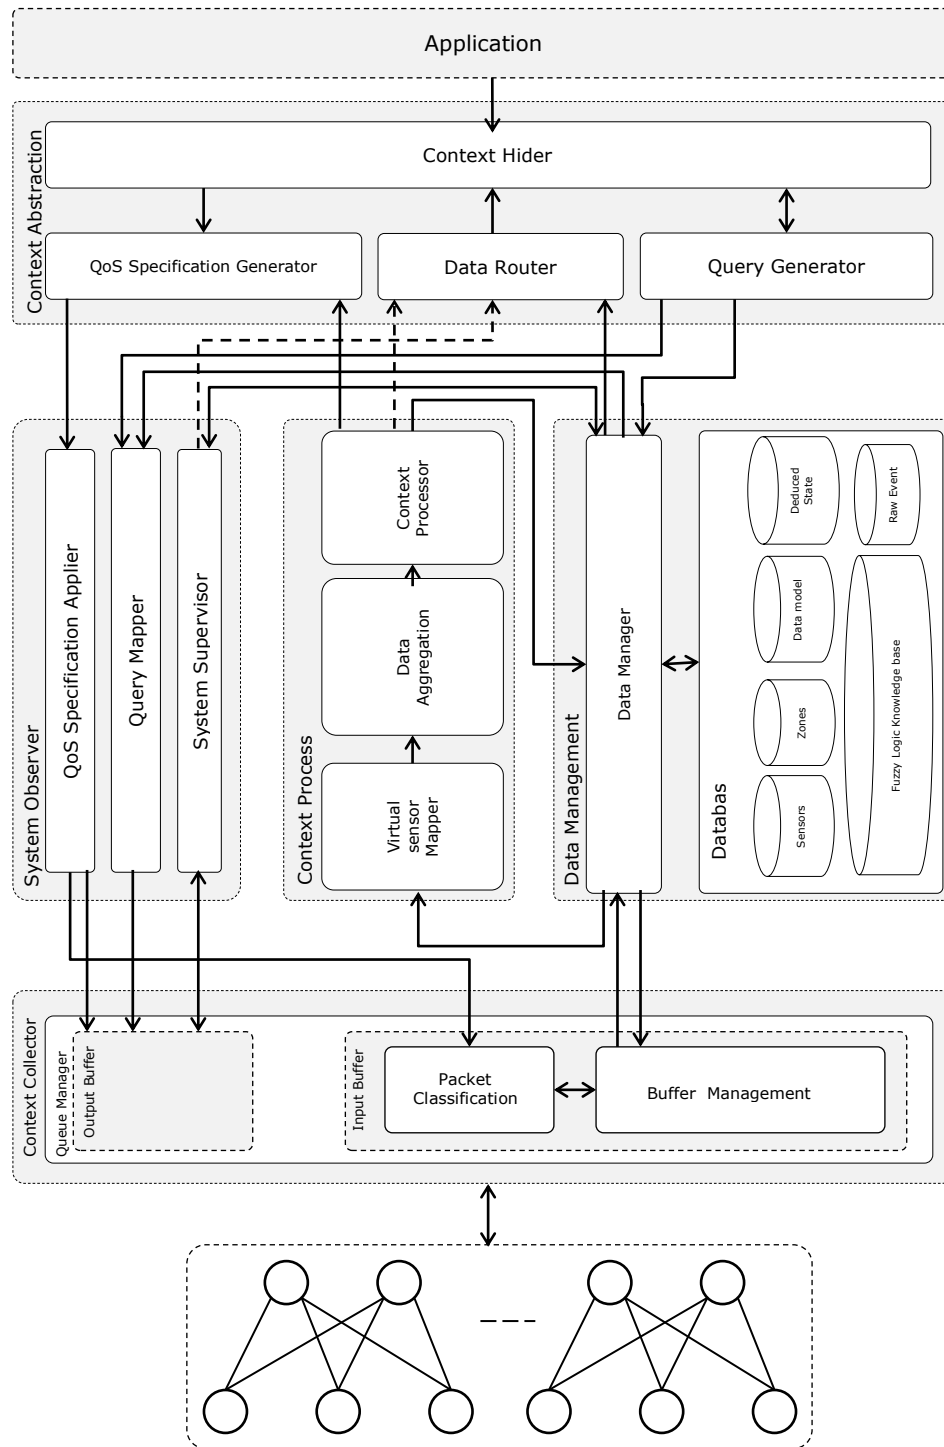 Application
Context Abstraction
Context Hider
QoS Specification Generator
Data Router
Query Generator
System Observer
QoS Specification Applier
Query Mapper
System Supervisor
Context Process
Context
Processor
Data
Aggregation
Virtual
sensor
Mapper
Data Management
Data Manager
Databas
Deduced
State
Raw Event
Data model
Zones
Sensors
Fuzzy Logic Knowledge base
Context Collector
Queue Manager
Output Buffer
Input Buffer
Packet
Classification
Buffer Management